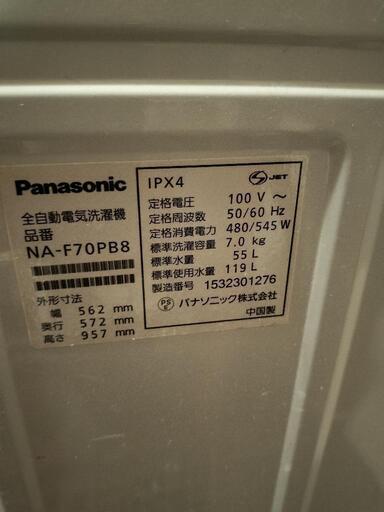 Panasonic
全自動電気洗濯機
品番
NA-F70PB8
外形寸法
幅 562 mm
奥行 572 mm
高さ 957 mm
IPX4
S JET
定格電圧 100 V ～
定格周波数 50/60 Hz
定格消費電力 480/545 W
標準洗濯容量 7.0 kg
標準水量 55 L
標準使用水量 119 L
製造番号 1532301276
PS E パナソニック株式会社
中国製